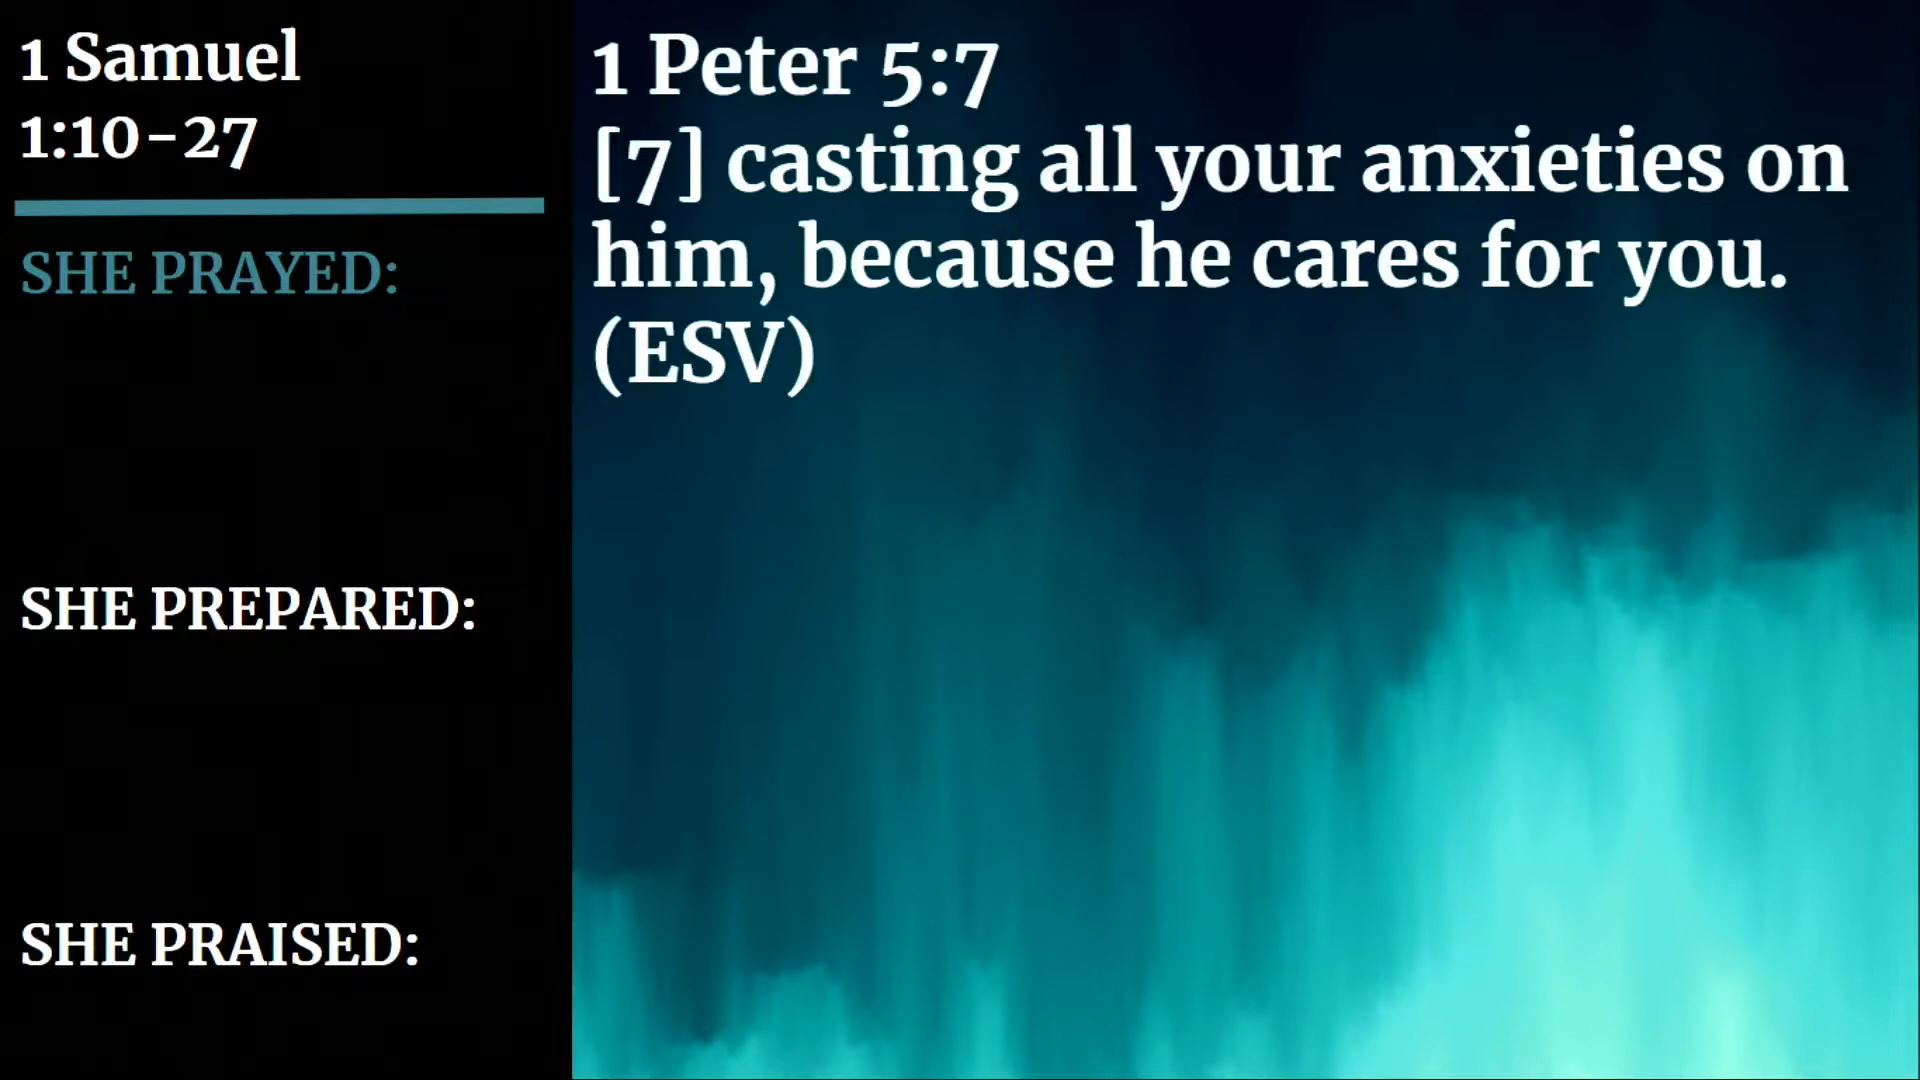 1 Samuel
1:10-27
SHE PRAYED:
SHE PREPARED:
SHE PRAISED:
1 Peter 5:7
[7] casting all your anxieties on
him, because he cares for you.
(ESV)